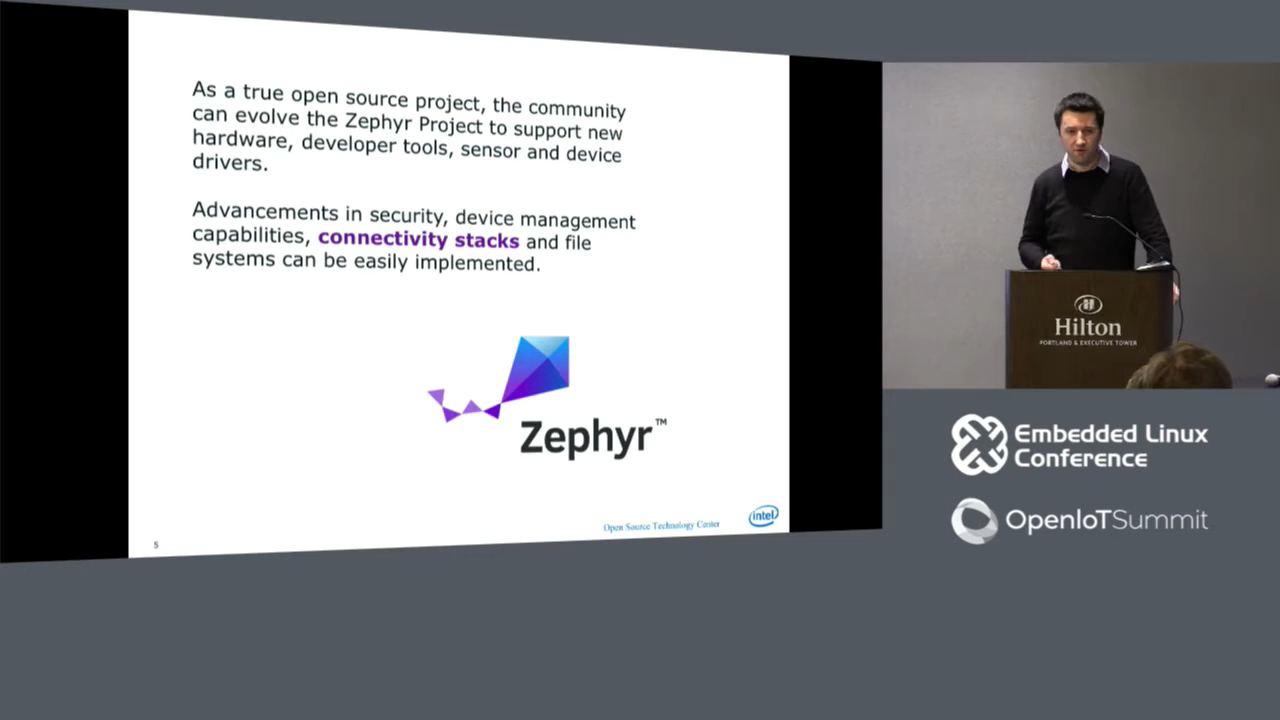 As a true open source project, the community
can evolve the Zephyr Project to support new
hardware, developer tools, sensor and device
drivers.
Advancements in security, device management
capabilities, connectivity stacks and file
systems can be easily implemented.
Zephyr™
Open Source Technology Center
intel
5
Hilton
PORTLAND & EXECUTIVE TOWER
Embedded Linux
Conference
OpenIoTSummit